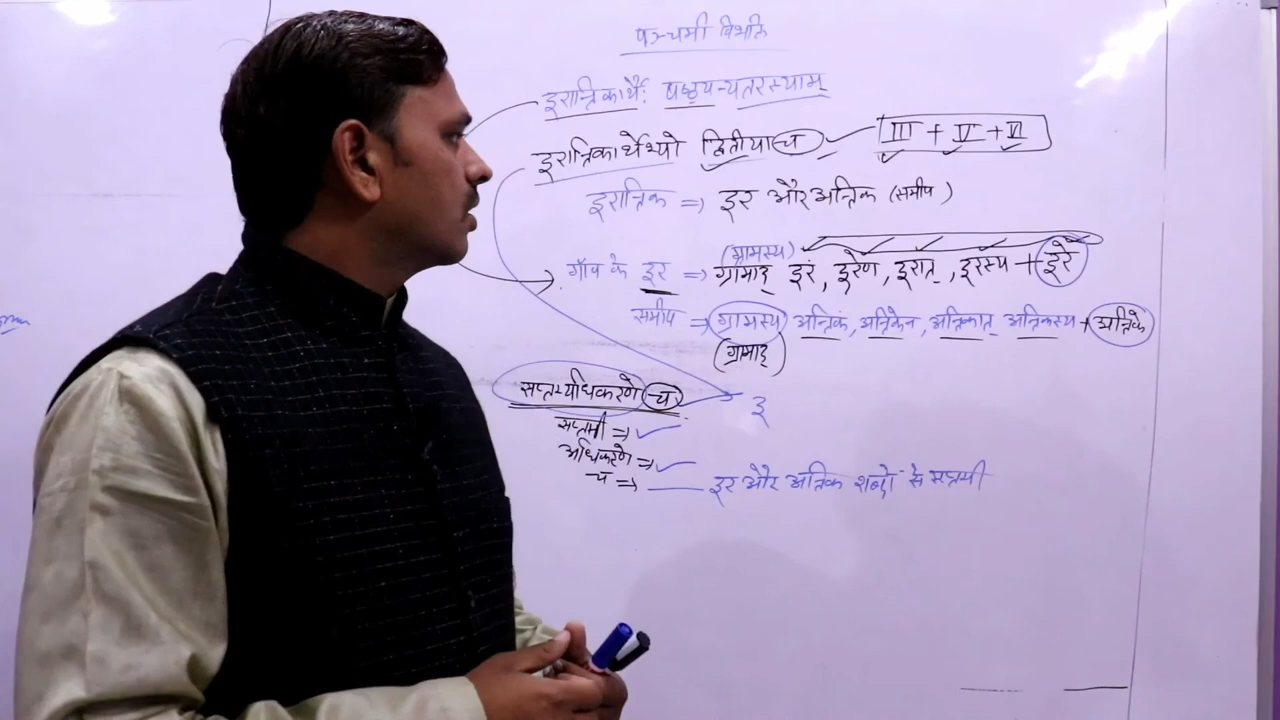 पञ्चमी विभक्ति
दूरान्तिकार्थैः षष्ठ्यन्यतरस्याम्
दूरान्तिकार्थेभ्यो द्वितीया च ✓ III + V + VI
दूरान्तिक ⇒ दूर और अन्तिक (समीप)
(ग्रामस्य)
गाँव के दूर ⇒ ग्रामाद् दूरं, दूरेण, दूरात्, दूरस्य + दूरे
समीप ⇒ ग्रामस्य अन्तिकं, अन्तिकेन, अन्तिकात् अन्तिकस्य + अन्तिके
(ग्रामाद्)
सप्तम्यधिकरणे च
सप्तमी ⇒ ✓
अधिकरणे ⇒ ✓
च ⇒ दूर और अन्तिक शब्दों से सप्तमी